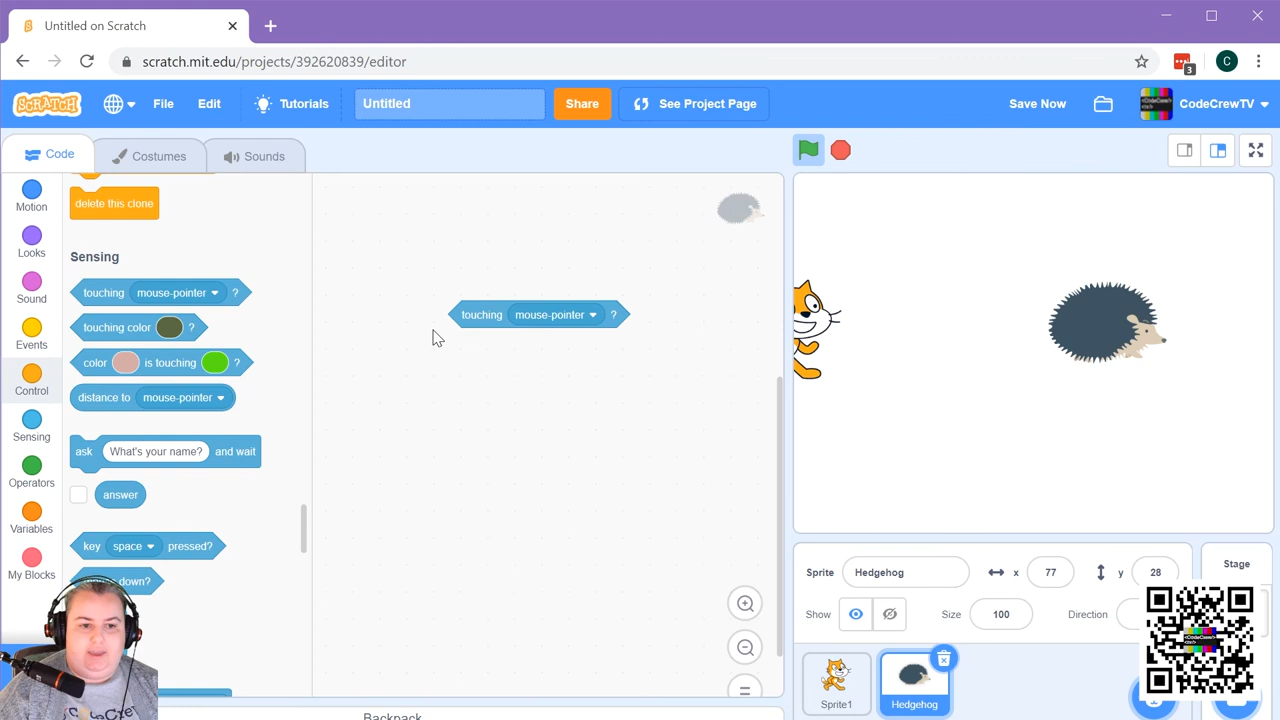 Untitled on Scratch
scratch.mit.edu/projects/392620839/editor
3
C
SCRATCH
File
Edit
Tutorials
Untitled
Share
See Project Page
Save Now
CodeCrewTV
Code
Costumes
Sounds
Motion
Looks
Sound
Events
Control
Sensing
Operators
Variables
My Blocks
delete this clone
Sensing
touching mouse-pointer ?
touching color ?
color is touching ?
distance to mouse-pointer
ask What's your name? and wait
answer
key space pressed?
down?
touching mouse-pointer ?
Backpack
Sprite Hedgehog x 77 y 28
Show Size 100 Direction
Stage
Sprite1
Hedgehog